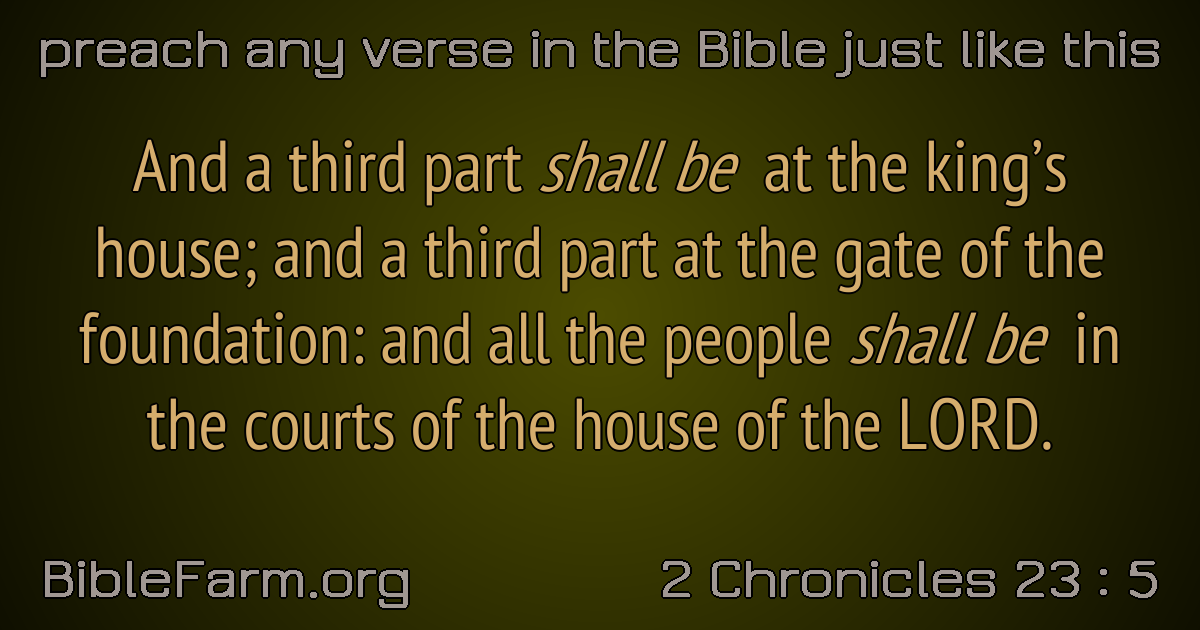 preach any verse in the Bible just like this
And a third part shall be at the king’s
house; and a third part at the gate of the
foundation: and all the people shall be in
the courts of the house of the LORD.
BibleFarm.org
2 Chronicles 23 : 5